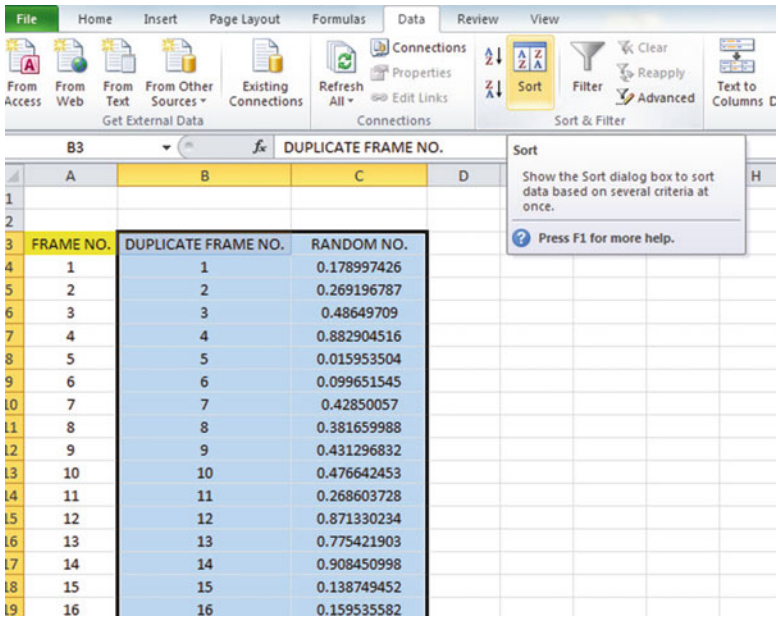 File Home Insert Page Layout Formulas Data Review View
From Access
From Web
From Text
From Other Sources
Existing Connections
Get External Data
Refresh All
Connections
Properties
Edit Links
Connections
A Z
Z A
Sort
Filter
Clear
Reapply
Advanced
Sort & Filter
Text to Columns
B3 fx DUPLICATE FRAME NO.
Sort
Show the Sort dialog box to sort
data based on several criteria at
once.
? Press F1 for more help.
A B C D H
1
2
3 FRAME NO. DUPLICATE FRAME NO. RANDOM NO.
4 1 1 0.178997426
5 2 2 0.269196787
6 3 3 0.48649709
7 4 4 0.882904516
8 5 5 0.015953504
9 6 6 0.099651545
10 7 7 0.42850057
11 8 8 0.381659988
12 9 9 0.431296832
13 10 10 0.476642453
14 11 11 0.268603728
15 12 12 0.871330234
16 13 13 0.775421903
17 14 14 0.908450998
18 15 15 0.138749452
19 16 16 0.159535582